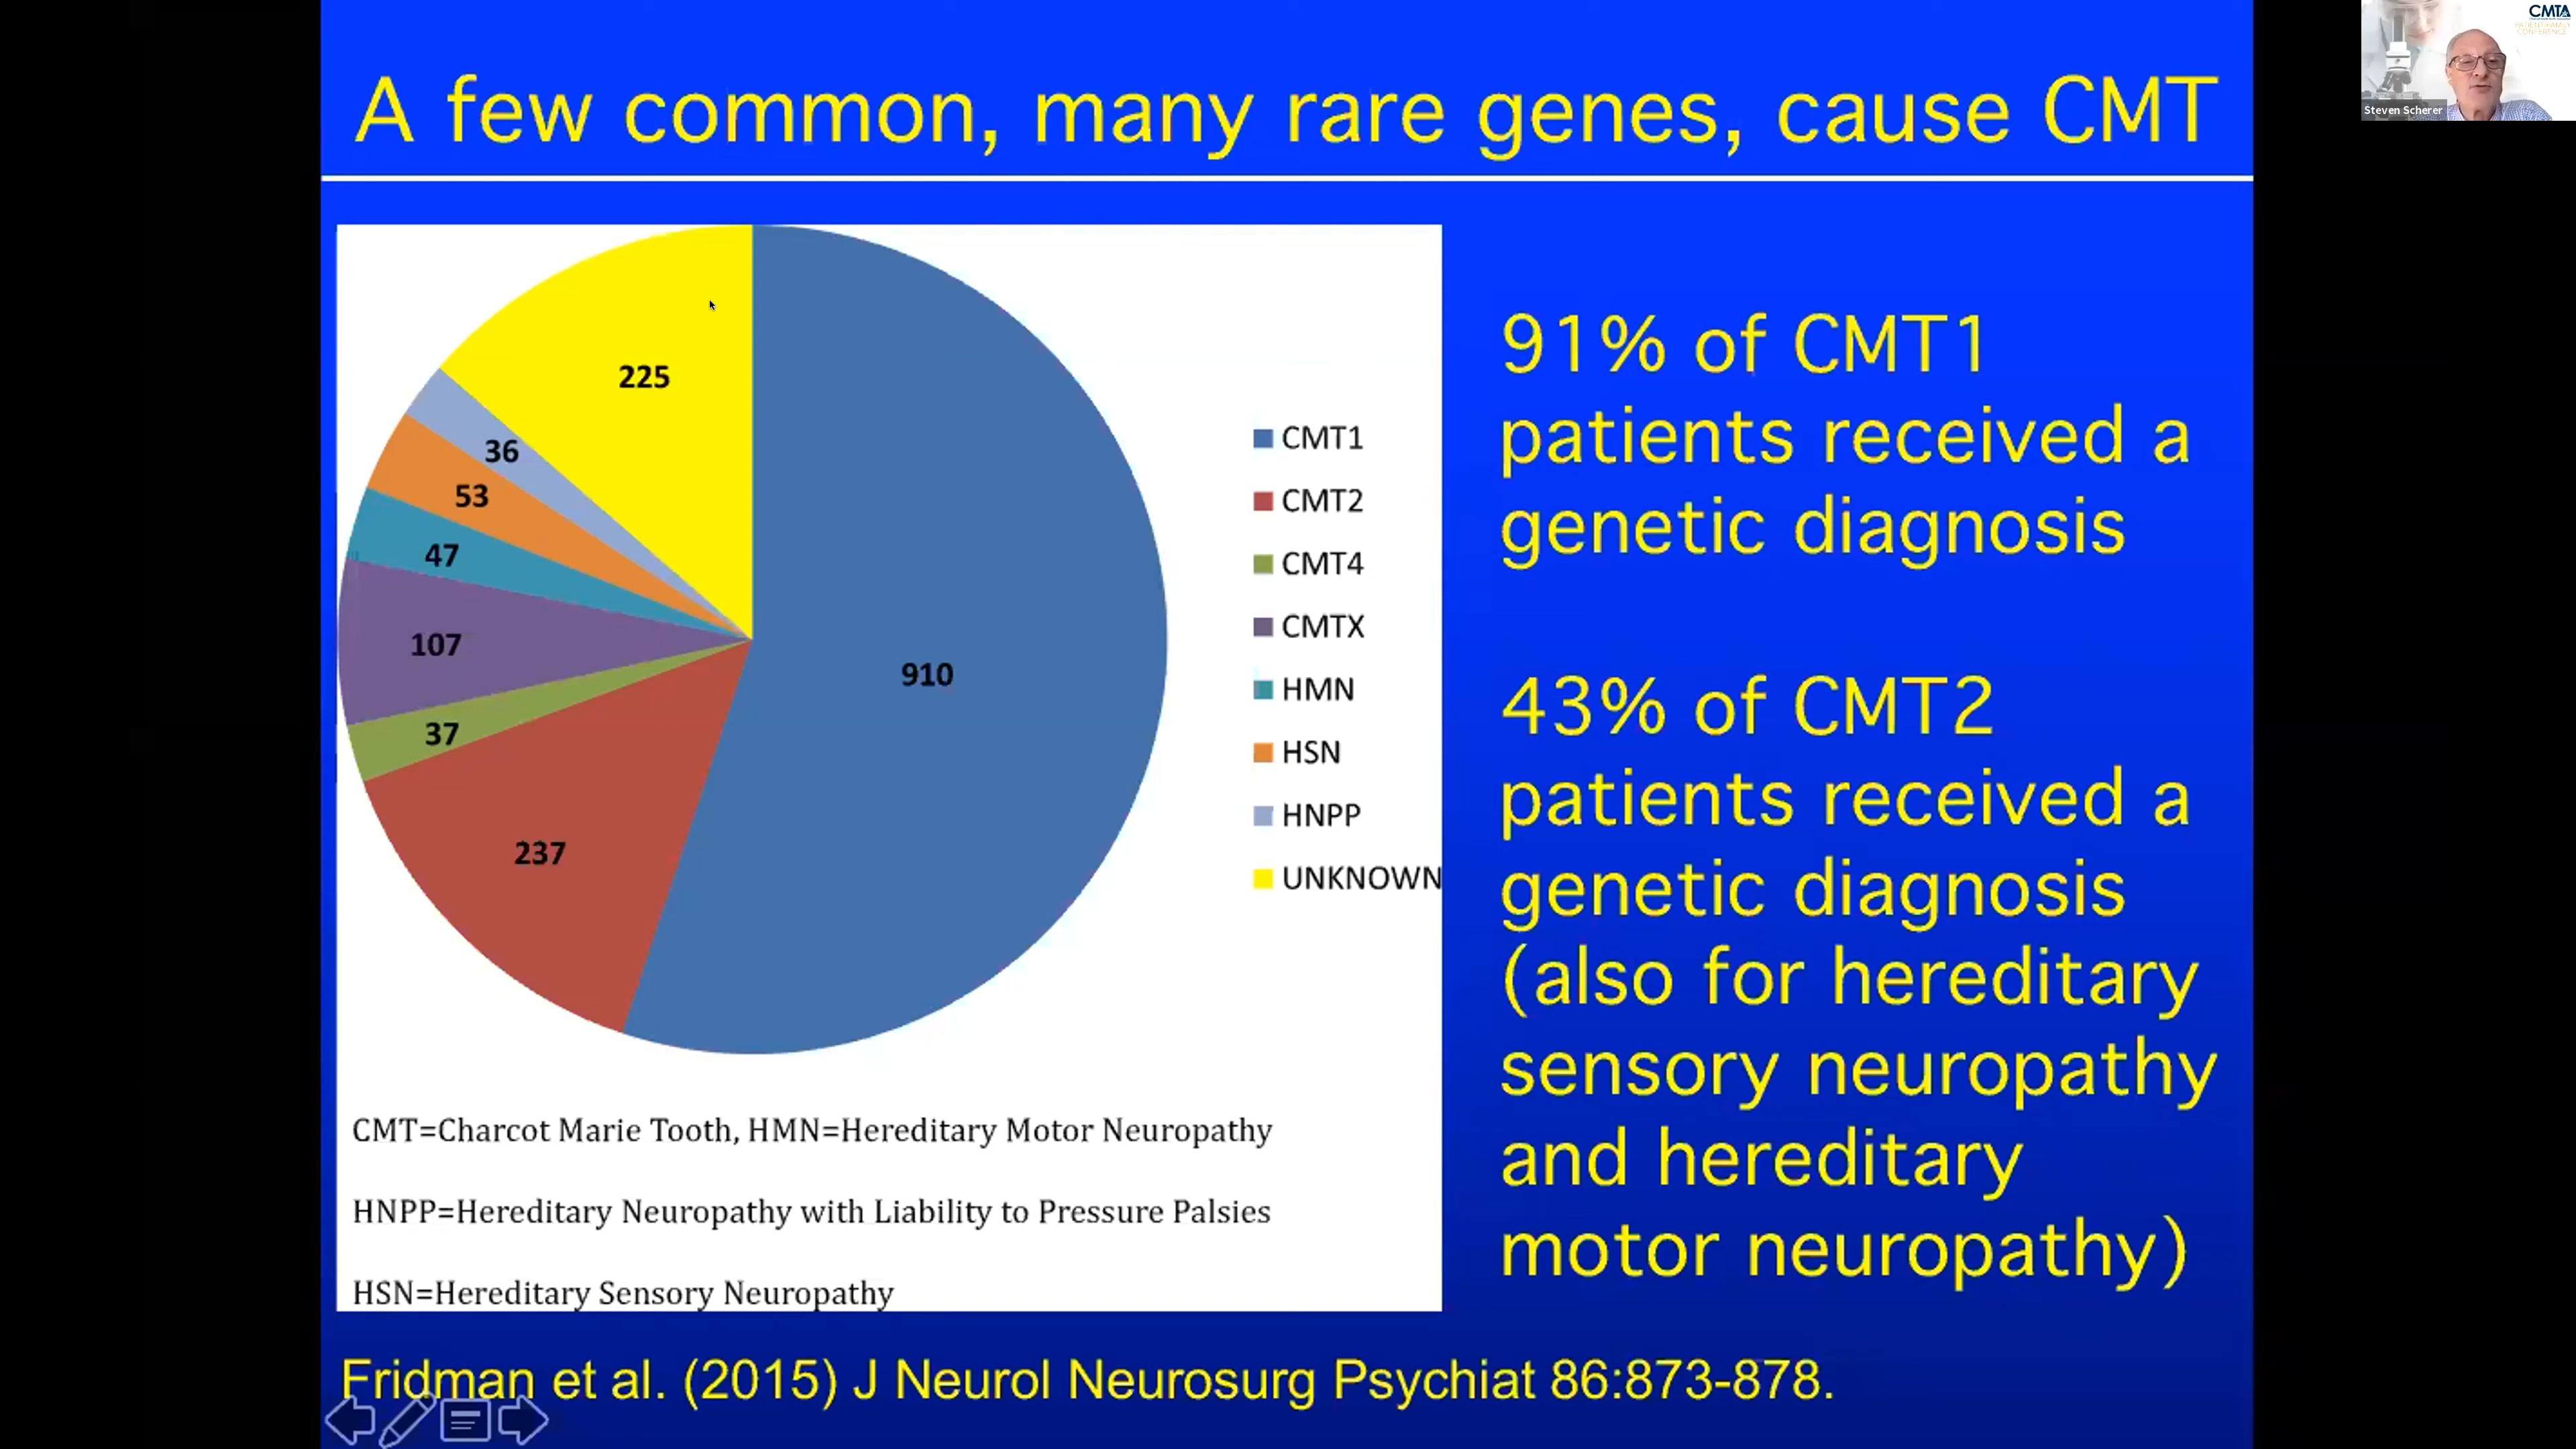 A few common, many rare genes, cause CMT
CMTA
Steven Scherer
225
36
53
47
107
37
237
910
CMT1
CMT2
CMT4
CMTX
HMN
HSN
HNPP
UNKNOWN
CMT=Charcot Marie Tooth, HMN=Hereditary Motor Neuropathy
HNPP=Hereditary Neuropathy with Liability to Pressure Palsies
HSN=Hereditary Sensory Neuropathy
91% of CMT1
patients received a
genetic diagnosis
43% of CMT2
patients received a
genetic diagnosis
(also for hereditary
sensory neuropathy
and hereditary
motor neuropathy)
Fridman et al. (2015) J Neurol Neurosurg Psychiat 86:873-878.